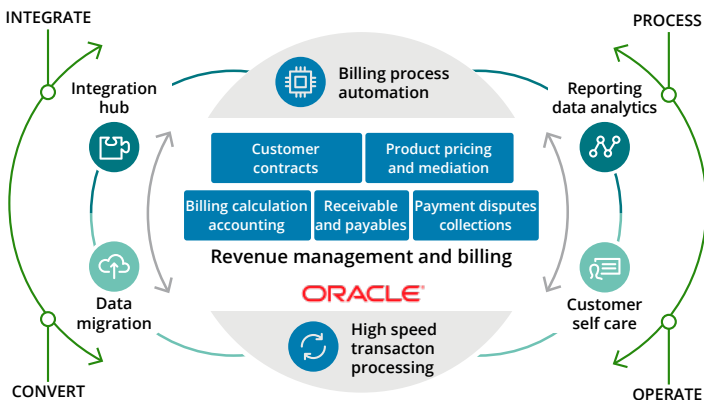 INTEGRATE
PROCESS
Integration
hub
Billing process
automation
Reporting
data analytics
Customer
contracts
Product pricing
and mediation
Billing calculation
accounting
Receivable
and payables
Payment disputes
collections
Revenue management and billing
ORACLE®
Data
migration
High speed
transacton
processing
Customer
self care
CONVERT
OPERATE